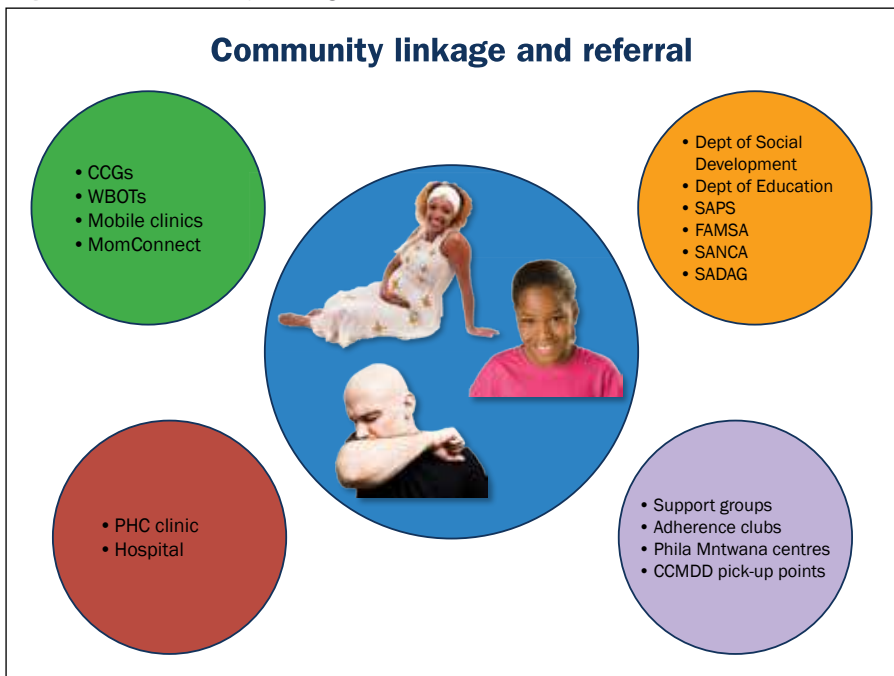 Community linkage and referral
• CCGs
• WBOTs
• Mobile clinics
• MomConnect
• Dept of Social
Development
• Dept of Education
• SAPS
• FAMSA
• SANCA
• SADAG
• PHC clinic
• Hospital
• Support groups
• Adherence clubs
• Phila Mntwana centres
• CCMDD pick-up points